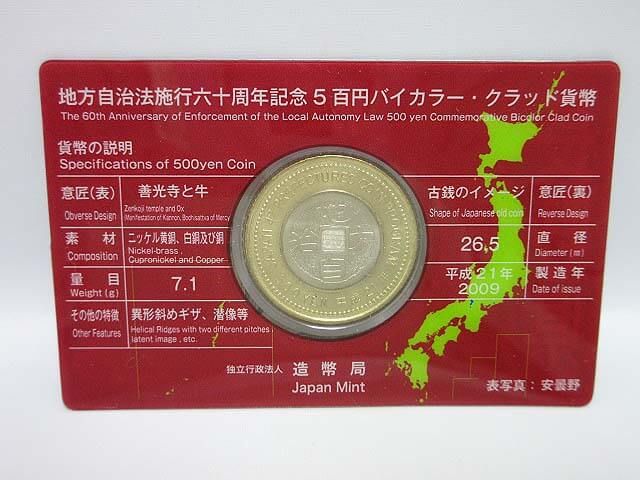 地方自治法施行六十周年記念5百円バイカラー・クラッド貨幣
The 60th Anniversary of Enforcement of the Local Autonomy Law 500 yen Commemorative Bicolor Clad Coin
貨幣の説明
Specifications of 500yen Coin
意匠(表)
Obverse Design
善光寺と牛
Zenkoji temple and Ox
(Manifestation of Kannon, Bodhisattva of Mercy)
古銭のイメージ
Shape of Japanese old coin
意匠(裏)
Reverse Design
素材
Composition
ニッケル黄銅、白銅及び銅
Nickel-brass,
Cupronickel and Copper
26.5
直径
Diameter (m)
量目
Weight (g)
7.1
平成21年
2009
製造年
Date of issue
その他の特徴
Other Features
異形斜めギザ、潜像等
Helical Ridges with two different pitches,
latent image, etc.
独立行政法人 造幣局
Japan Mint
表写真:安曇野